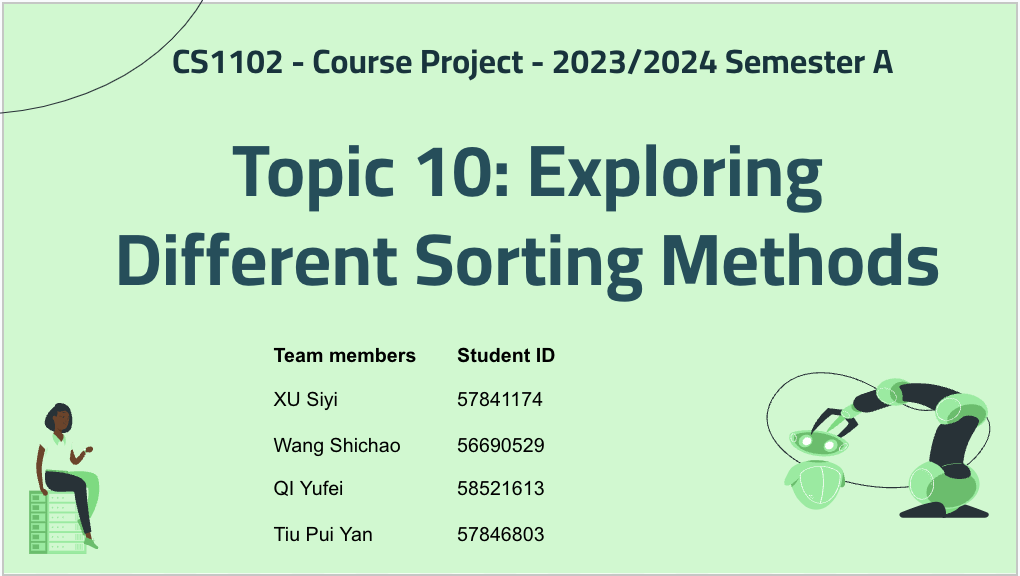 CS1102 - Course Project - 2023/2024 Semester A
Topic 10: Exploring
Different Sorting Methods
Team members Student ID
XU Siyi 57841174
Wang Shichao 56690529
QI Yufei 58521613
Tiu Pui Yan 57846803